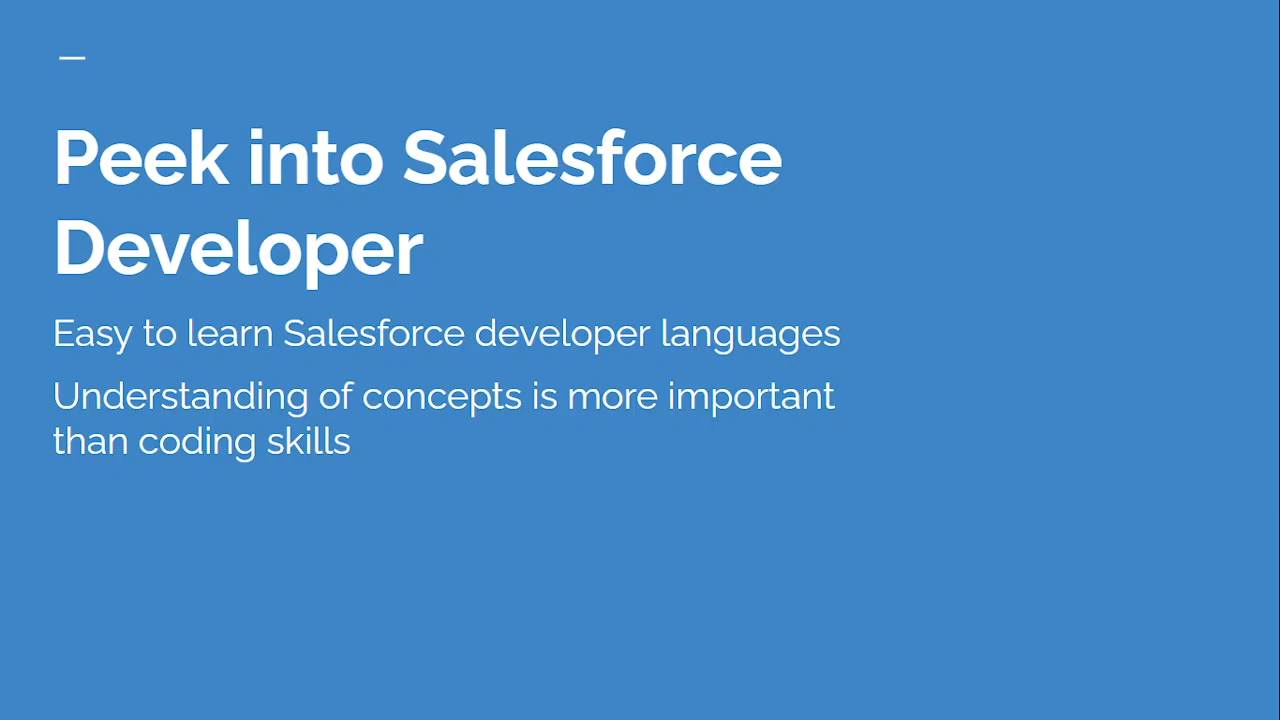 Peek into Salesforce
Developer
Easy to learn Salesforce developer languages
Understanding of concepts is more important
than coding skills